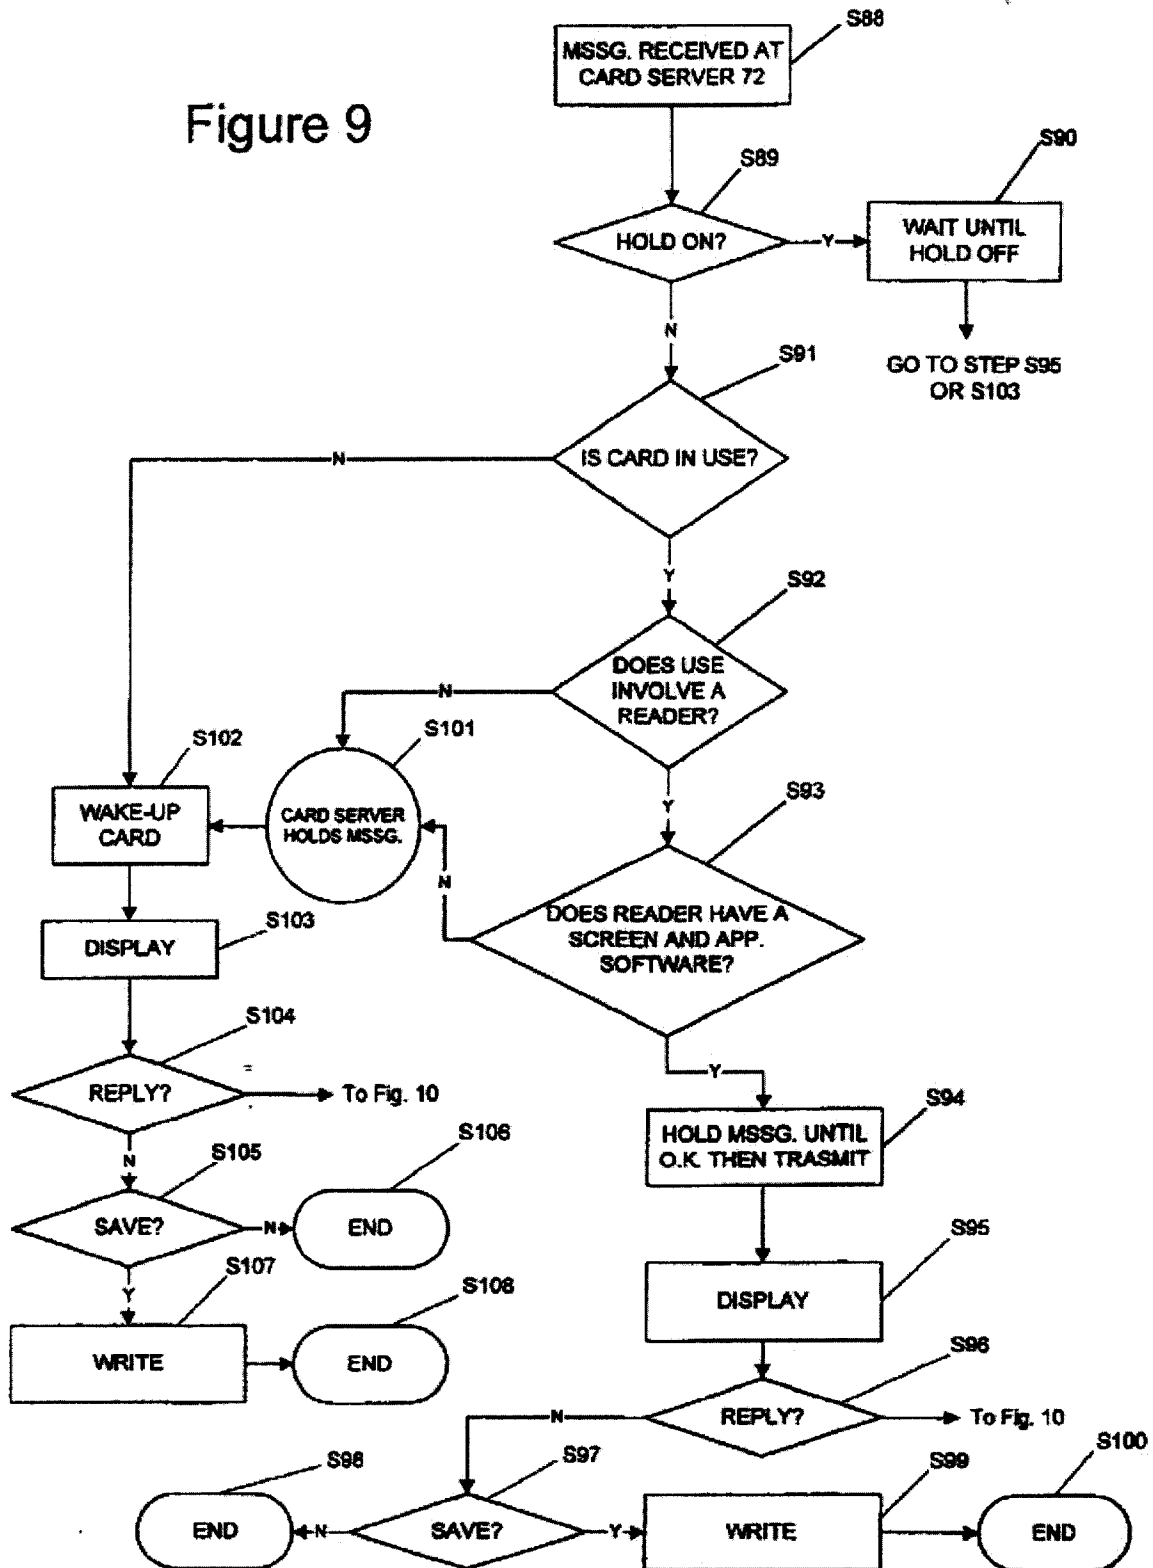 S88
MSSG. RECEIVED AT
CARD SERVER 72
Figure 9
S89
S90
HOLD ON?
Y
WAIT UNTIL
HOLD OFF
N
S91
GO TO STEP S95
OR S103
IS CARD IN USE?
N
Y
S92
DOES USE
INVOLVE A
READER?
N
S101
S102
Y
S93
WAKE-UP
CARD
CARD SERVER
HOLDS MSSG.
N
S103
DOES READER HAVE A
SCREEN AND APP.
SOFTWARE?
DISPLAY
S104
Y
REPLY?
To Fig. 10
S94
HOLD MSSG. UNTIL
O.K. THEN TRASMIT
N
S105
S106
SAVE?
N
END
S95
S107
Y
DISPLAY
S108
WRITE
END
S96
REPLY?
To Fig. 10
N
S98
S97
S99
S100
END
N
SAVE?
Y
WRITE
END